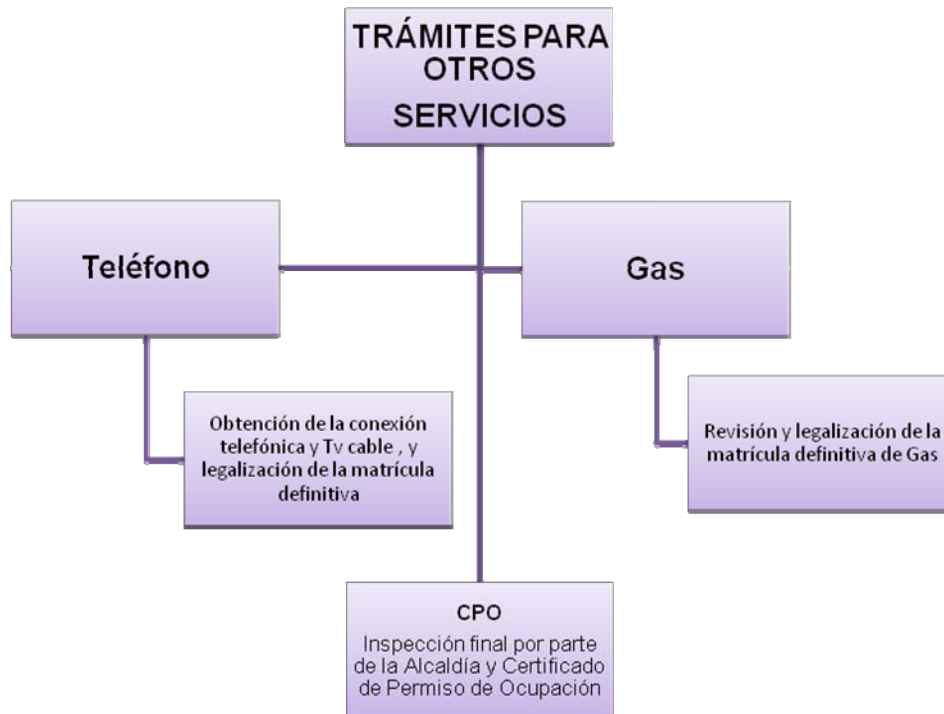 TRÁMITES PARA
OTROS
SERVICIOS
Teléfono
Gas
Obtención de la conexión
telefónica y Tv cable , y
legalización de la matrícula
definitiva
Revisión y legalización de la
matrícula definitiva de Gas
CPO
Inspección final por parte
de la Alcaldía y Certificado
de Permiso de Ocupación